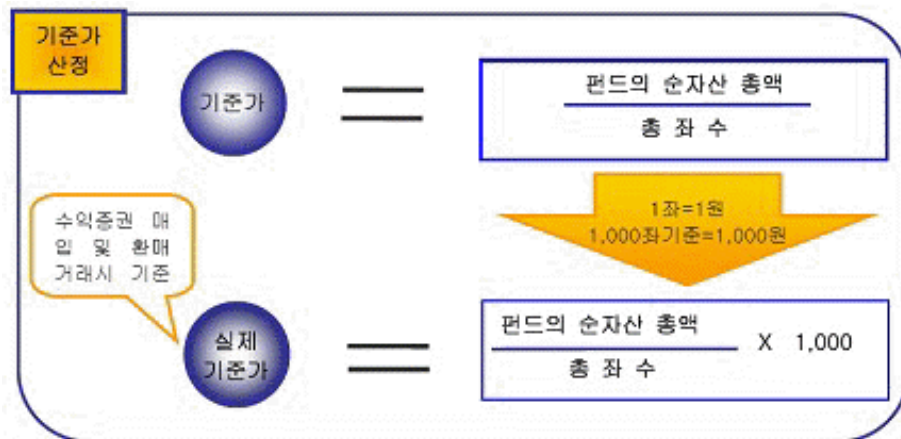 기준가
산정
기준가
펀드의 순자산 총액
총 좌 수
1좌=1원
1,000좌기준=1,000원
수익증권 매
입 및 환매
거래시 기준
실제
기준가
펀드의 순자산 총액
총 좌 수
X 1,000